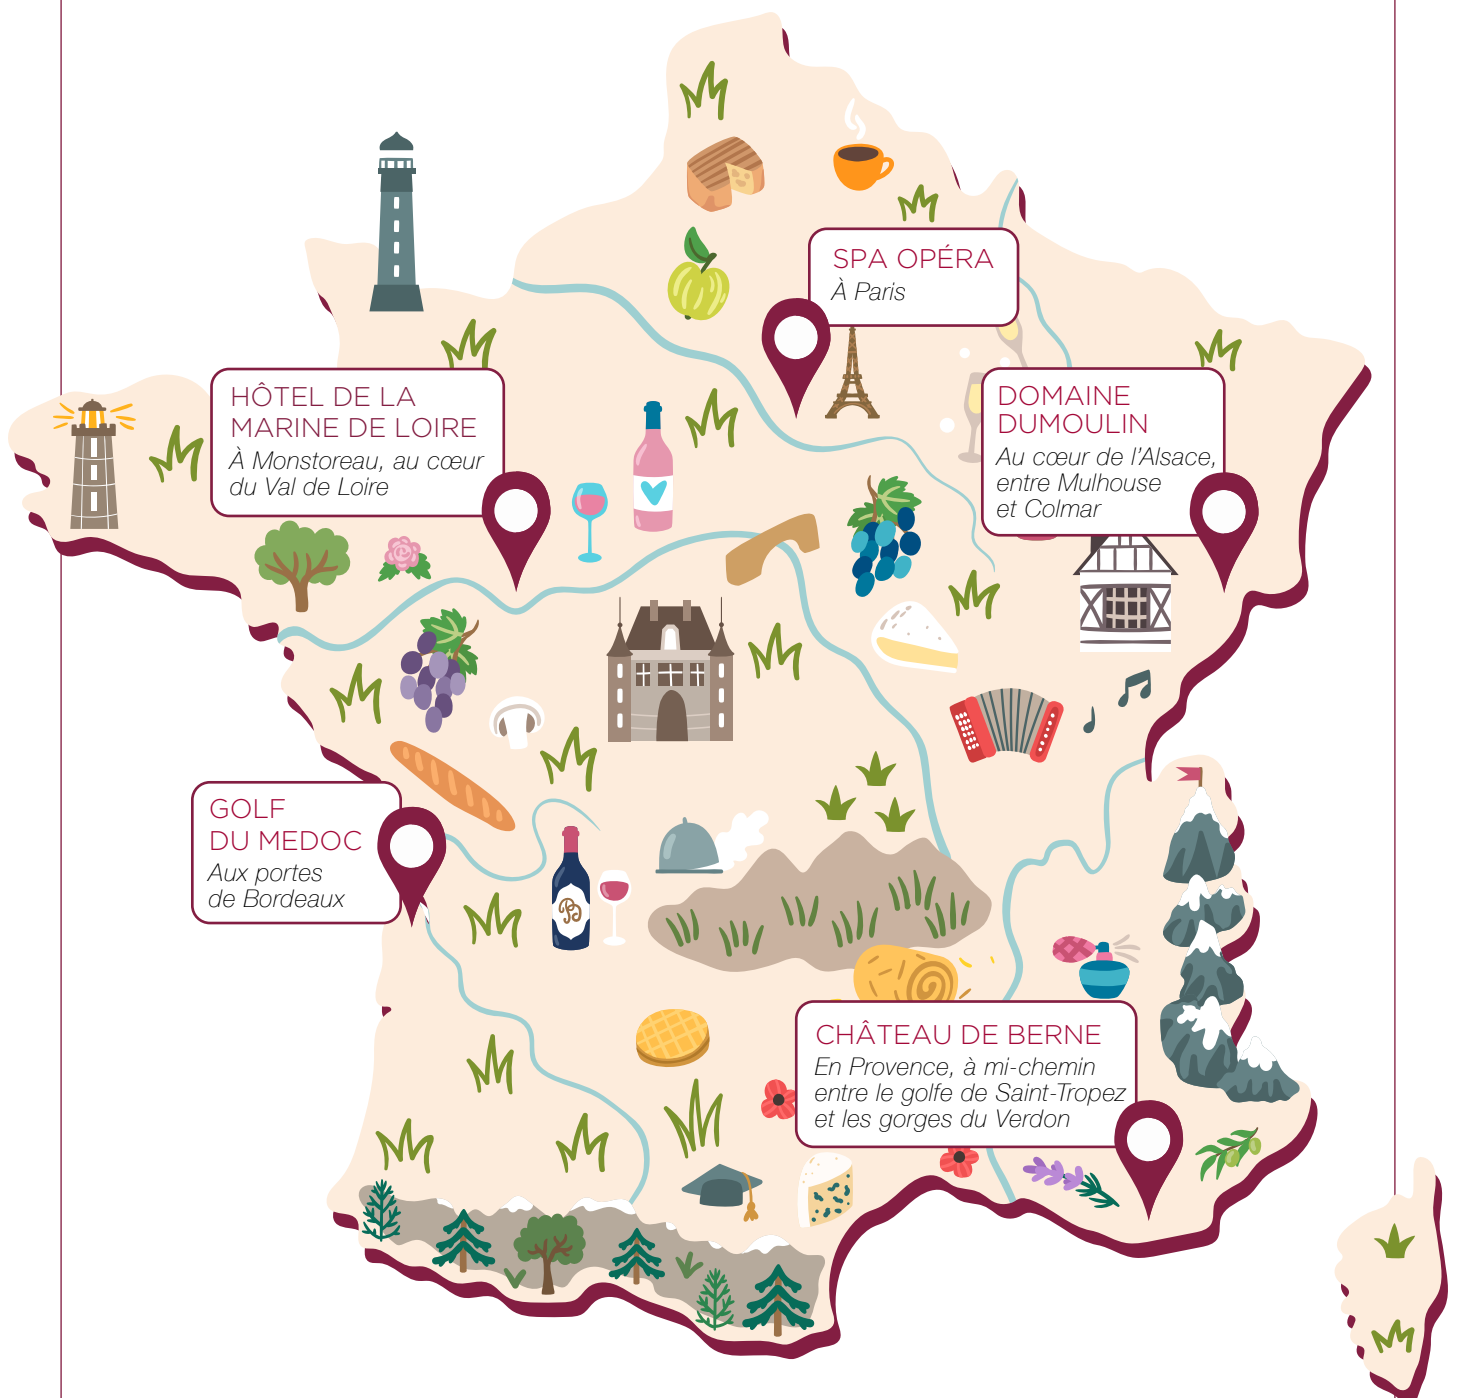 SPA OPÉRA
À Paris
HÔTEL DE LA
MARINE DE LOIRE
À Monstoreau, au cœur
du Val de Loire
DOMAINE
DUMOULIN
Au cœur de l'Alsace,
entre Mulhouse
et Colmar
GOLF
DU MEDOC
Aux portes
de Bordeaux
CHÂTEAU DE BERNE
En Provence, à mi-chemin
entre le golfe de Saint-Tropez
et les gorges du Verdon